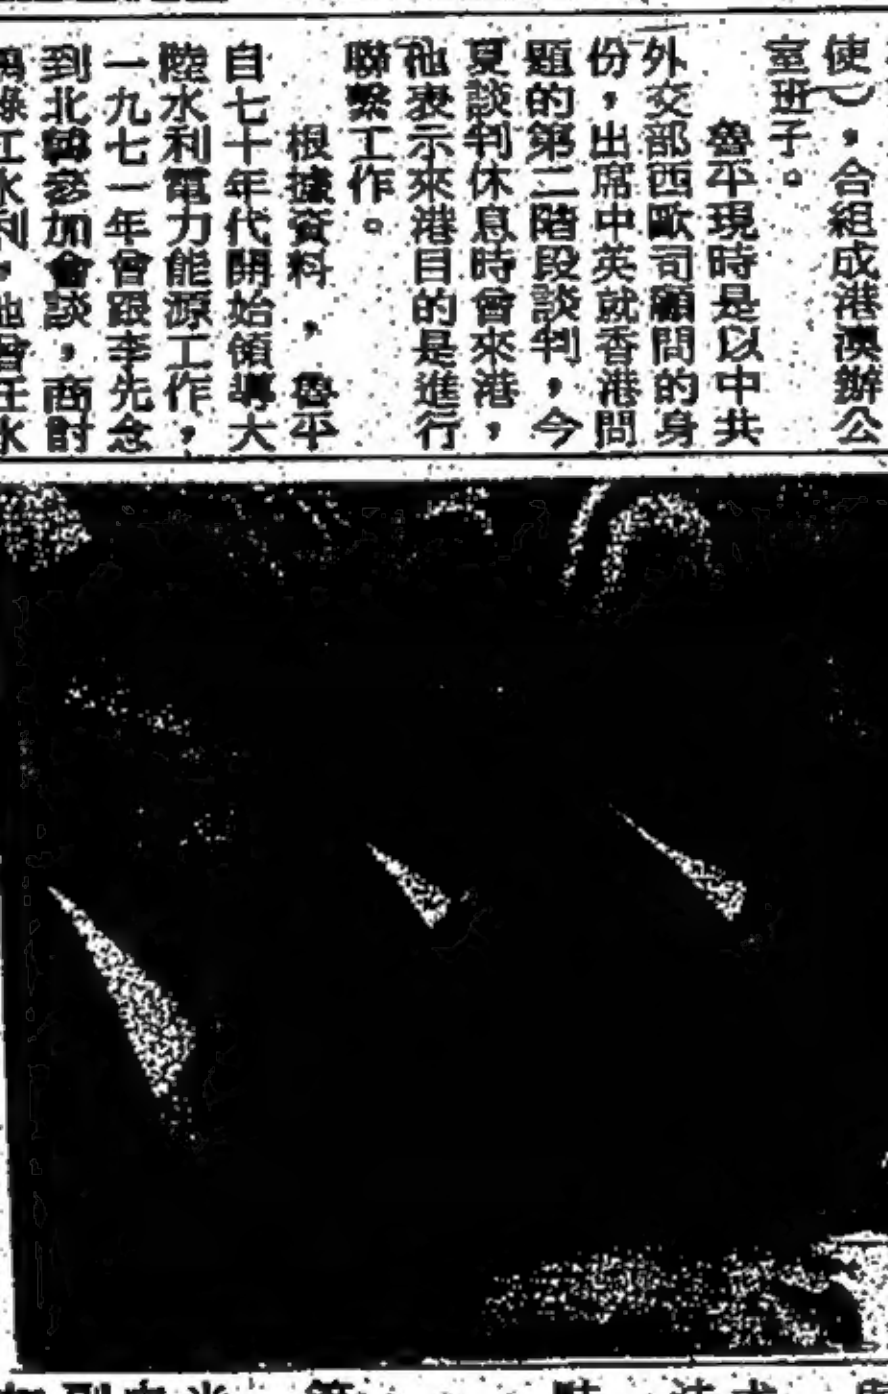 使），合組成港澳辦公
室班子。
魯平現時是以中共
外交部西歐司顧問的身
份，出席中英就香港問
題的第二階段談判，今
夏談判休息時會來港，
他表示來港目的是進行
聯繫工作。
根據資料，魯平
自七十年代開始領導大
陸水利電力能源工作，
一九七一年曾跟李先念
到北韓參加會談，商討
鴨綠江水利，他曾任水